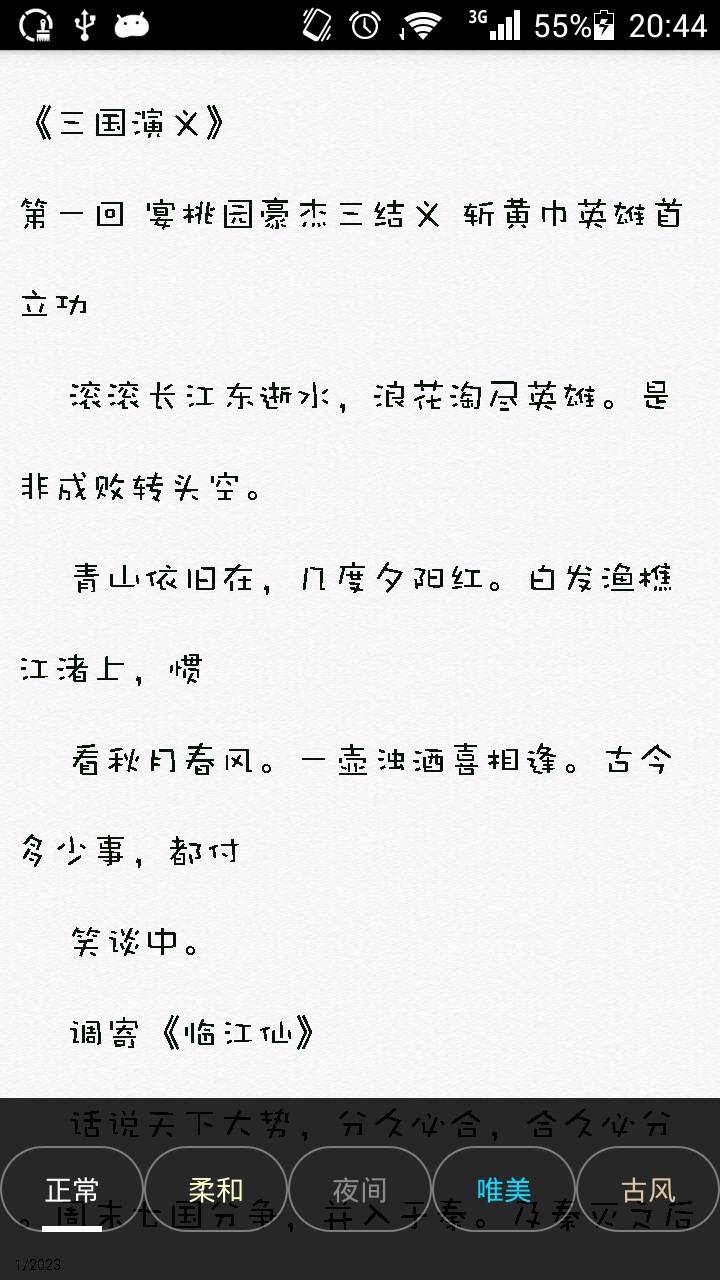 3G 55% 20:44
《三国演义》
第一回 宴桃园豪杰三结义 斩黄巾英雄首
立功
滚滚长江东逝水，浪花淘尽英雄。是
非成败转头空。
青山依旧在，几度夕阳红。白发渔樵
江渚上，惯
看秋月春风。一壶浊酒喜相逢。古今
多少事，都付
笑谈中。
调寄《临江仙》
话说天下大势，分久必合，合久必分
。周末七国分争，并入于秦。及秦灭之后
正常 柔和 夜间 唯美 古风
1/2023